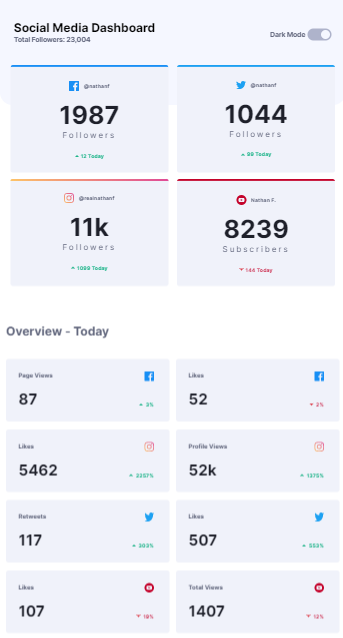 Social Media Dashboard
Total Followers: 23,004
Dark Mode
@nathanf
1987
Followers
12 Today
@nathanf
1044
Followers
99 Today
@realnathanf
11k
Followers
1099 Today
Nathan F.
8239
Subscribers
144 Today
Overview - Today
Page Views
87
3%
Likes
52
2%
Likes
5462
2257%
Profile Views
52k
1375%
Retweets
117
303%
Likes
507
553%
Likes
107
19%
Total Views
1407
12%